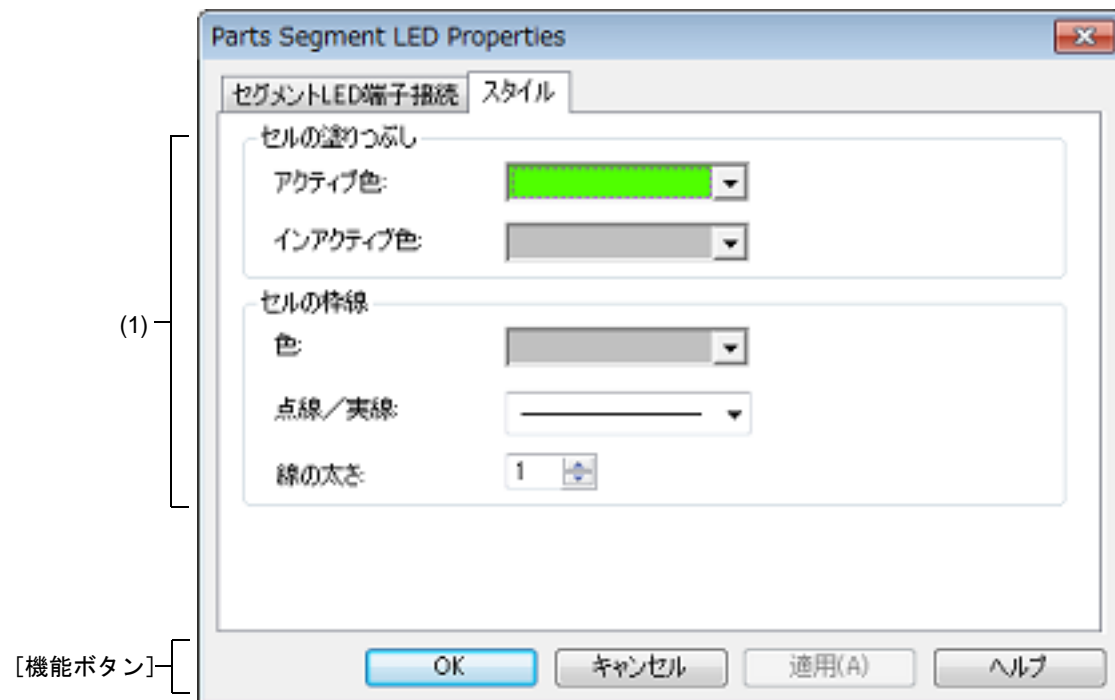 Parts Segment LED Properties
セグメントLED端子接続 スタイル
セルの塗りつぶし
アクティブ色:
インアクティブ色:
セルの枠線
(1)
色:
点線／実線:
線の太さ:
1
[機能ボタン]
OK キャンセル 適用(A) ヘルプ